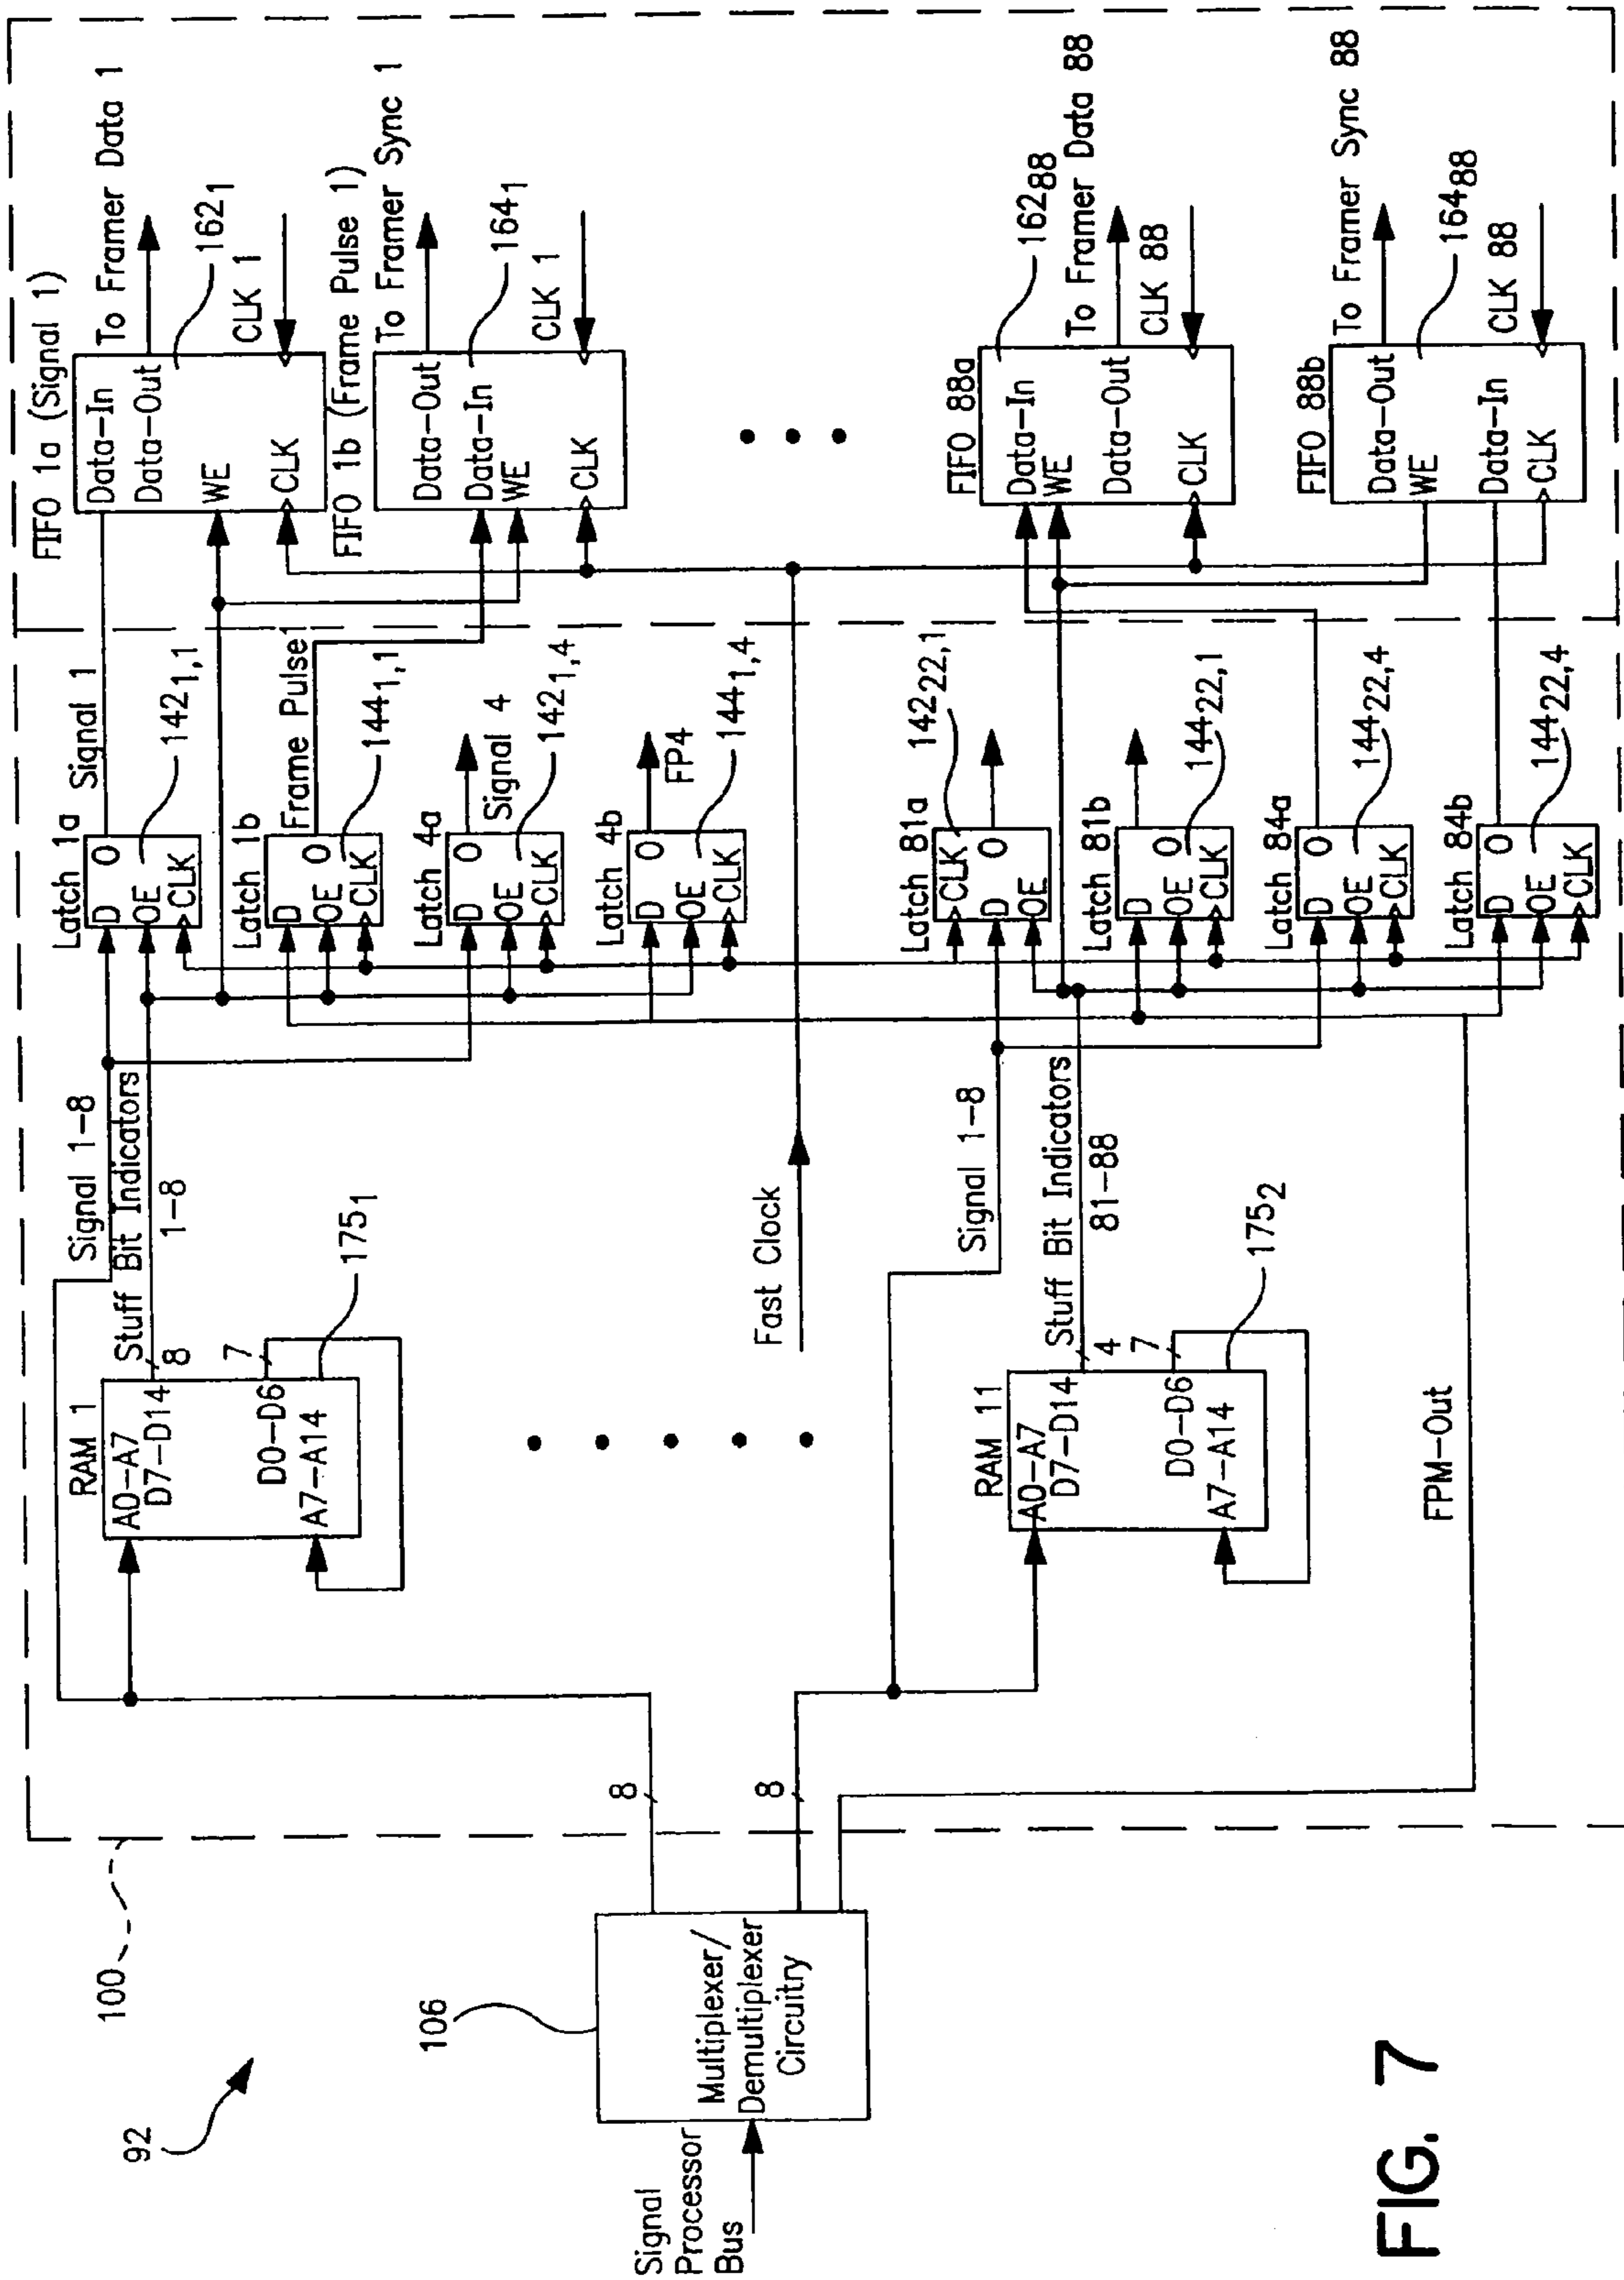 92
100
106
Signal
Processor
Bus
Multiplexer/
Demultiplexer
Circuitry
8
8
RAM 1
A0-A7
D7-D14
D0-D6
A7-A14
8
7
175₁
Signal 1-8
Stuff Bit Indicators
1-8
Fast Clock
RAM 11
A0-A7
D7-D14
D0-D6
A7-A14
4
7
175₂
Signal 1-8
Stuff Bit Indicators
81-88
FPM-Out
Latch 1a
D O
OE
CLK
Signal 1
142₁,₁
Latch 1b
D
OE O
CLK
Frame Pulse1
144₁,₁
Latch 4a
D O
OE
CLK
Signal 4
142₁,₄
Latch 4b
D O
OE
CLK
FP4
144₁,₄
Latch 81a
CLK
D O
OE
142₂₂,₁
Latch 81b
D
OE O
CLK
144₂₂,₁
Latch 84a
D O
OE
CLK
144₂₂,₄
Latch 84b
D O
OE
CLK
144₂₂,₄
FIFO 1a (Signal 1)
Data-In
Data-Out
WE
CLK
To Framer Data 1
162₁
CLK 1
FIFO 1b (Frame Pulse 1)
Data-Out
Data-In
WE
CLK
To Framer Sync 1
164₁
CLK 1
FIFO 88a
Data-In
WE
Data-Out
CLK
162₈₈
To Framer Data 88
CLK 88
FIFO 88b
Data-Out
WE
Data-In
CLK
To Framer Sync 88
164₈₈
CLK 88
FIG. 7